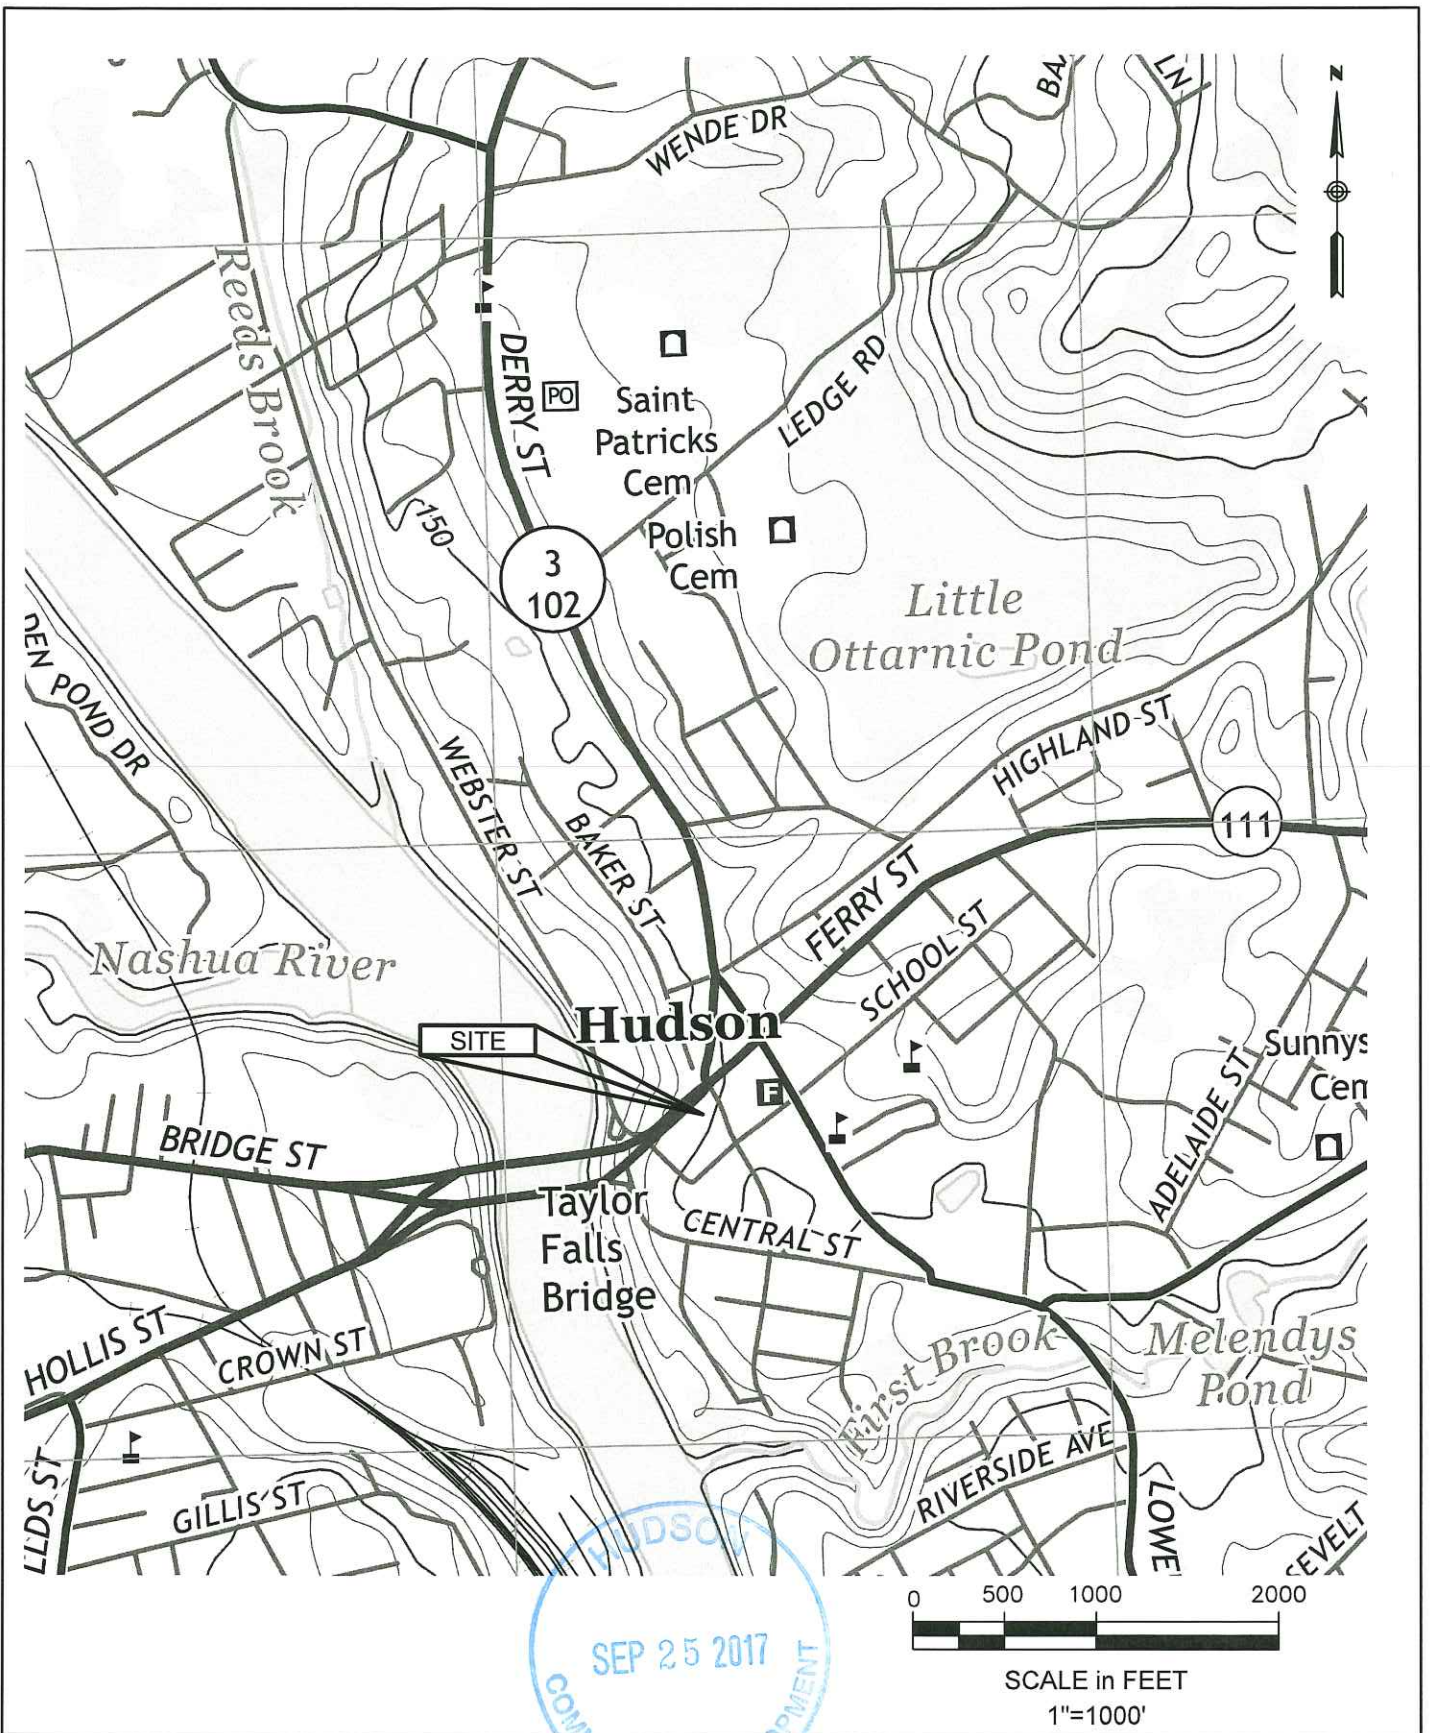 N
WENDE DR
LN
Reeds Brook
DERRY ST
PO
Saint
Patricks
Cem
LEDGE RD
150
Polish
Cem
3
102
Little
Ottarnic Pond
POND DR
WEBSTER ST
BAKER ST
HIGHLAND ST
111
FERRY ST
SCHOOL ST
Nashua River
SITE
Hudson
F
Sunnys
Cem
ADELAIDE ST
BRIDGE ST
Taylor
Falls
Bridge
CENTRAL ST
HOLLIS ST
CROWN ST
First Brook
Melendys
Pond
RIVERSIDE AVE
GILLIS ST
LOWE
SEVELT
HUDSON
SEP 25 2017
0 500 1000 2000
SCALE in FEET
1"=1000'